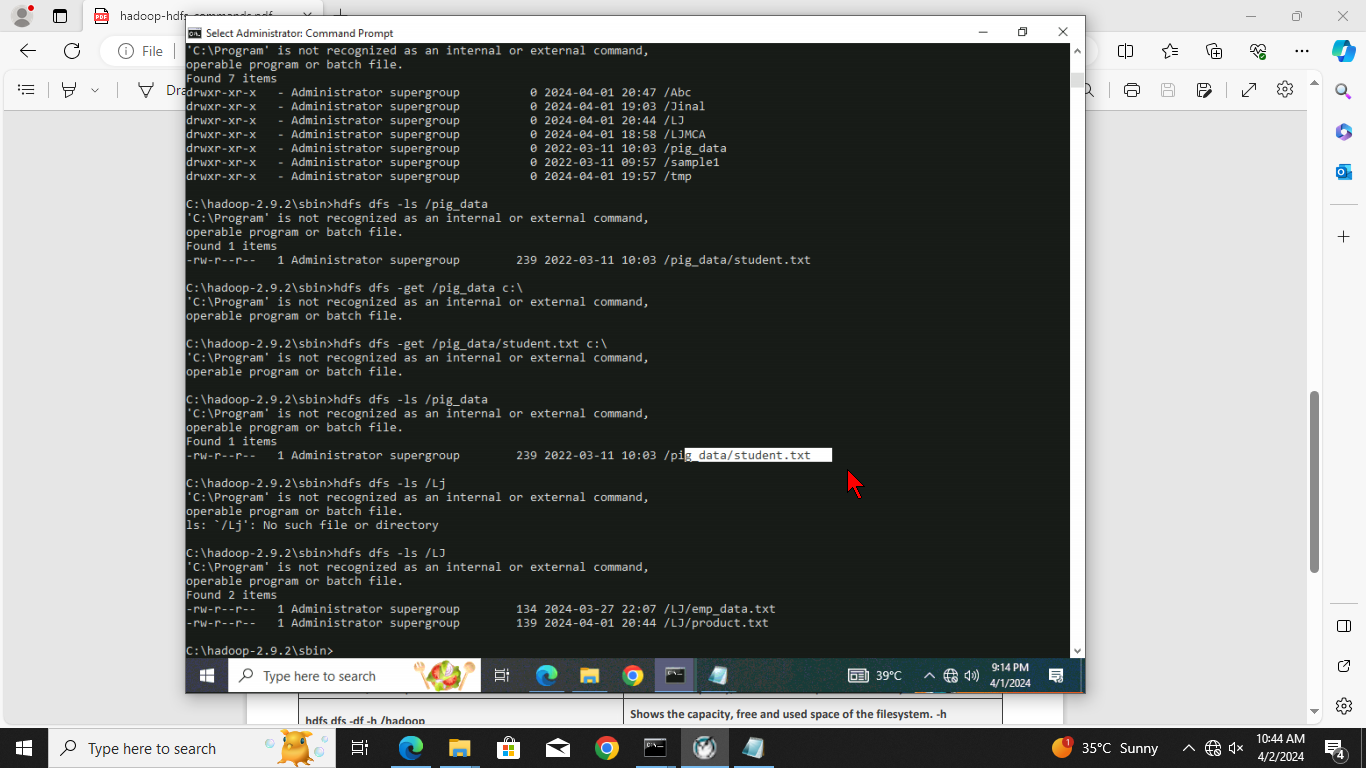 hadoop-hdfs-commands.pdf
File
Dra
Select Administrator: Command Prompt
'C:\Program' is not recognized as an internal or external command,
operable program or batch file.
Found 7 items
drwxr-xr-x   - Administrator supergroup          0 2024-04-01 20:47 /Abc
drwxr-xr-x   - Administrator supergroup          0 2024-04-01 19:03 /Jinal
drwxr-xr-x   - Administrator supergroup          0 2024-04-01 20:44 /LJ
drwxr-xr-x   - Administrator supergroup          0 2024-04-01 18:58 /LJMCA
drwxr-xr-x   - Administrator supergroup          0 2022-03-11 10:03 /pig_data
drwxr-xr-x   - Administrator supergroup          0 2022-03-11 09:57 /sample1
drwxr-xr-x   - Administrator supergroup          0 2024-04-01 19:57 /tmp
C:\hadoop-2.9.2\sbin>hdfs dfs -ls /pig_data
'C:\Program' is not recognized as an internal or external command,
operable program or batch file.
Found 1 items
-rw-r--r--   1 Administrator supergroup        239 2022-03-11 10:03 /pig_data/student.txt
C:\hadoop-2.9.2\sbin>hdfs dfs -get /pig_data c:\
'C:\Program' is not recognized as an internal or external command,
operable program or batch file.
C:\hadoop-2.9.2\sbin>hdfs dfs -get /pig_data/student.txt c:\
'C:\Program' is not recognized as an internal or external command,
operable program or batch file.
C:\hadoop-2.9.2\sbin>hdfs dfs -ls /pig_data
'C:\Program' is not recognized as an internal or external command,
operable program or batch file.
Found 1 items
-rw-r--r--   1 Administrator supergroup        239 2022-03-11 10:03 /pig_data/student.txt
C:\hadoop-2.9.2\sbin>hdfs dfs -ls /Lj
'C:\Program' is not recognized as an internal or external command,
operable program or batch file.
ls: `/Lj': No such file or directory
C:\hadoop-2.9.2\sbin>hdfs dfs -ls /LJ
'C:\Program' is not recognized as an internal or external command,
operable program or batch file.
Found 2 items
-rw-r--r--   1 Administrator supergroup        134 2024-03-27 22:07 /LJ/emp_data.txt
-rw-r--r--   1 Administrator supergroup        139 2024-04-01 20:44 /LJ/product.txt
C:\hadoop-2.9.2\sbin>
Type here to search
39°C
9:14 PM
4/1/2024
hdfs dfs -df -h /hadoop
Shows the capacity, free and used space of the filesystem. -h
Type here to search
1
35°C Sunny
10:44 AM
4/2/2024
4